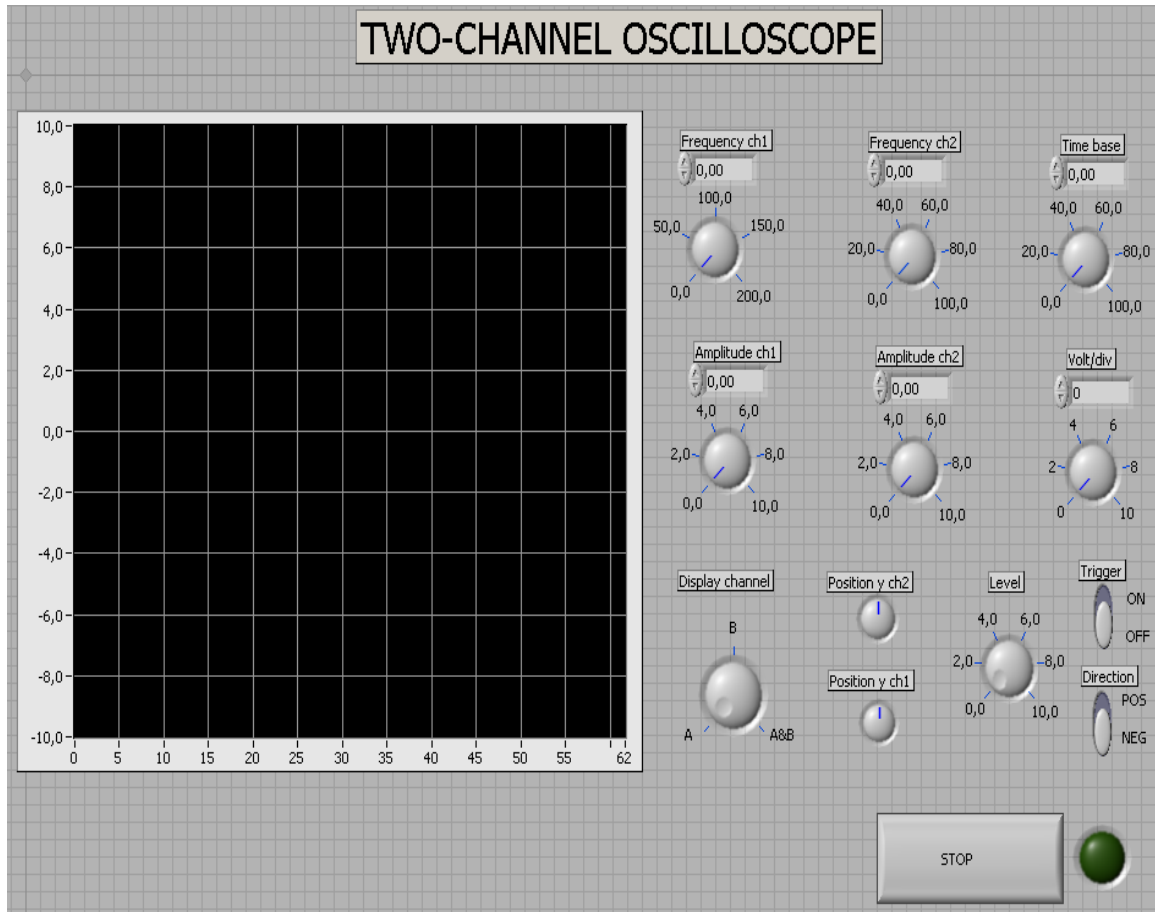 TWO-CHANNEL OSCILLOSCOPE
10,0
8,0
6,0
4,0
2,0
0,0
-2,0
-4,0
-6,0
-8,0
-10,0
0 5 10 15 20 25 30 35 40 45 50 55 62
Frequency ch1
0,00
100,0
50,0 150,0
0,0 200,0
Frequency ch2
0,00
40,0 60,0
20,0 80,0
0,0 100,0
Time base
0,00
40,0 60,0
20,0 80,0
0,0 100,0
Amplitude ch1
0,00
4,0 6,0
2,0 8,0
0,0 10,0
Amplitude ch2
0,00
4,0 6,0
2,0 8,0
0,0 10,0
Volt/div
0
4 6
2 8
0 10
Display channel
B
A A&B
Position y ch2
Position y ch1
Level
4,0 6,0
2,0 8,0
0,0 10,0
Trigger
ON
OFF
Direction
POS
NEG
STOP